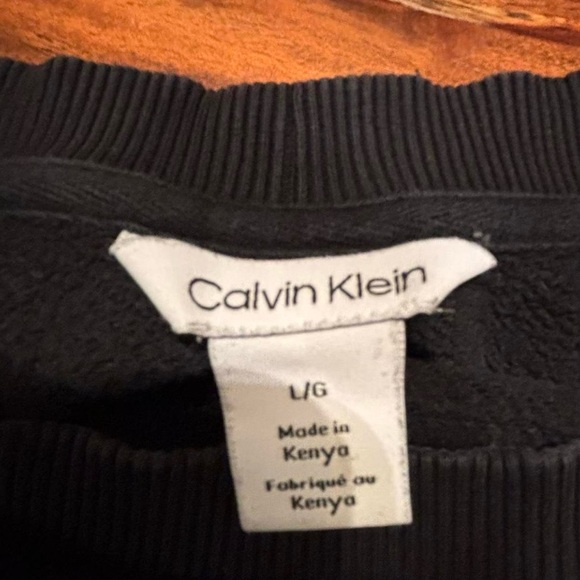 Calvin Klein
L/G
Made in
Kenya
Fabriqué au
Kenya